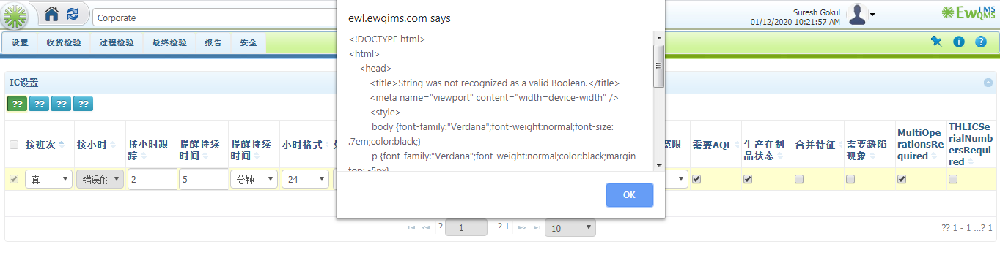 Corporate
ewl.ewqims.com says
Suresh Gokul
01/12/2020 10:21:57 AM
EwQMS
IMS
设置 收货检验 过程检验 最终检验 报告 安全
<!DOCTYPE html>
<html>
<head>
<title>String was not recognized as a valid Boolean.</title>
<meta name="viewport" content="width=device-width" />
<style>
body {font-family:"Verdana";font-weight:normal;font-size:
.7em;color:black;}
p {font-family:"Verdana";font-weight:normal;color:black;margin-
top: -5px}
OK
IC设置
?? ?? ?? ??
按班次 按小时 按小时跟踪 提醒持续时间 提醒持续时间 小时格式 宽限 需要AQL 生产在制品状态 合并特征 需要缺陷现象 MultiOperationsRequired THLICSerialNumbersRequired
真 错误的 2 5 分钟 24
? 1 ...? 1 10
?? 1 - 1 ...? 1